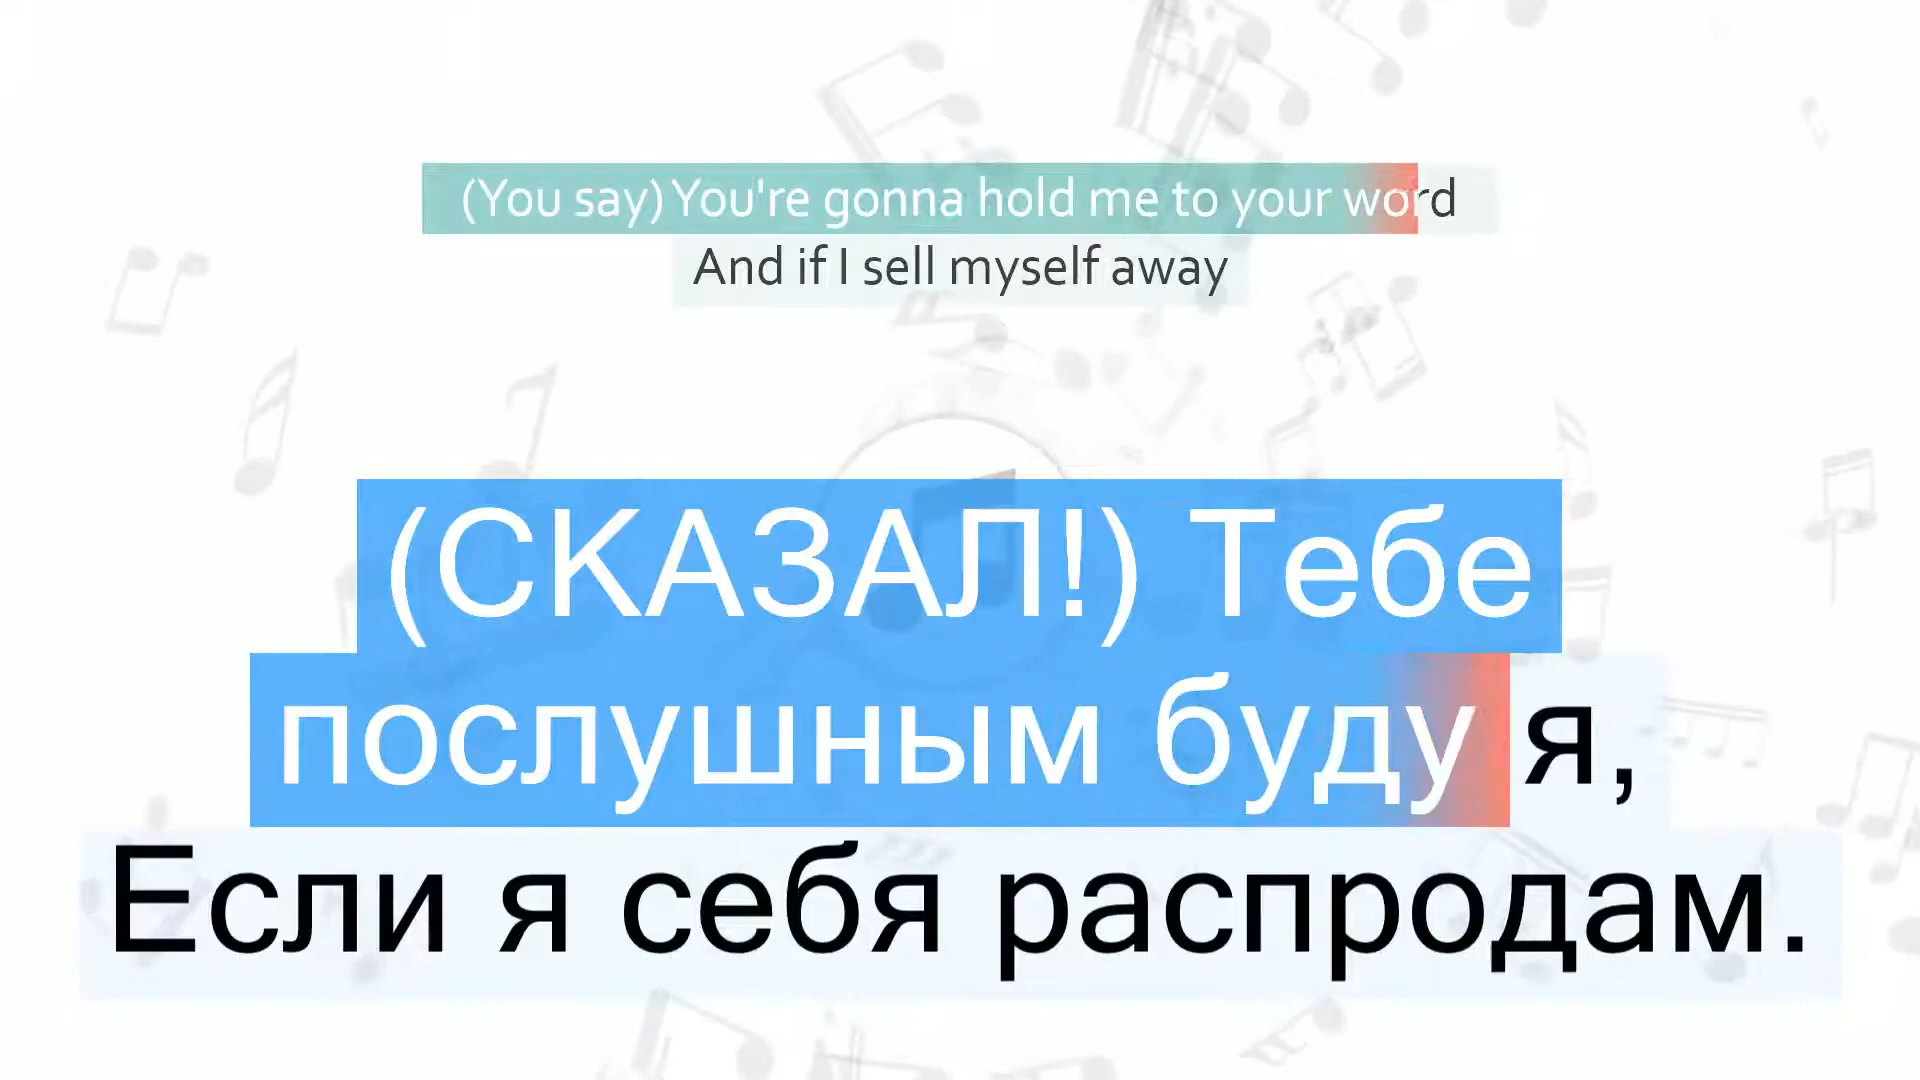 (You say) You're gonna hold me to your word
And if I sell myself away
(СКАЗАЛ!) Тебе
послушным буду я,
Если я себя распродам.